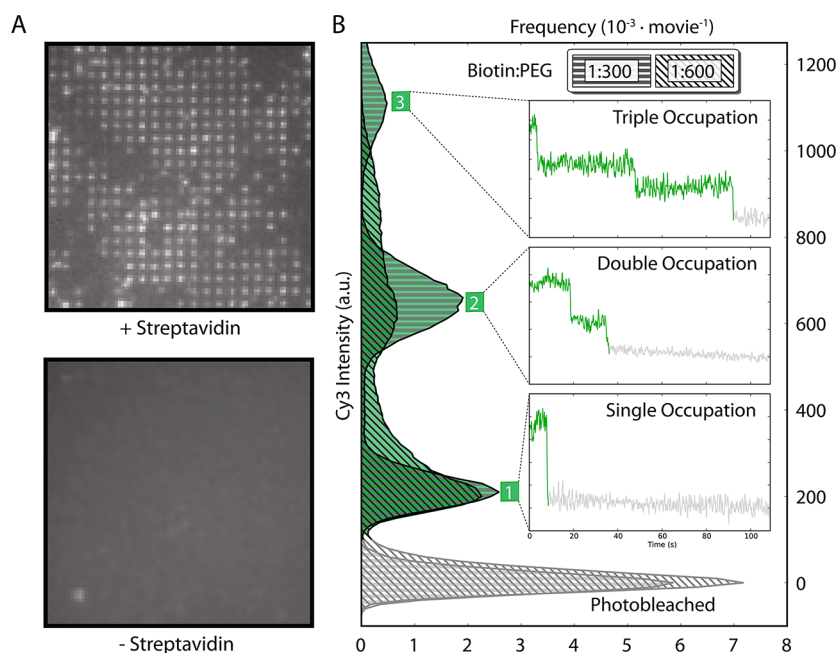 A
+ Streptavidin
- Streptavidin
B
Frequency (10⁻³ · movie⁻¹)
Biotin:PEG
1:300
1:600
Cy3 Intensity (a.u.)
1200
1000
800
600
400
200
0
3
2
1
Triple Occupation
Double Occupation
Single Occupation
0 20 40 60 80 100
Time (s)
Photobleached
0 1 2 3 4 5 6 7 8